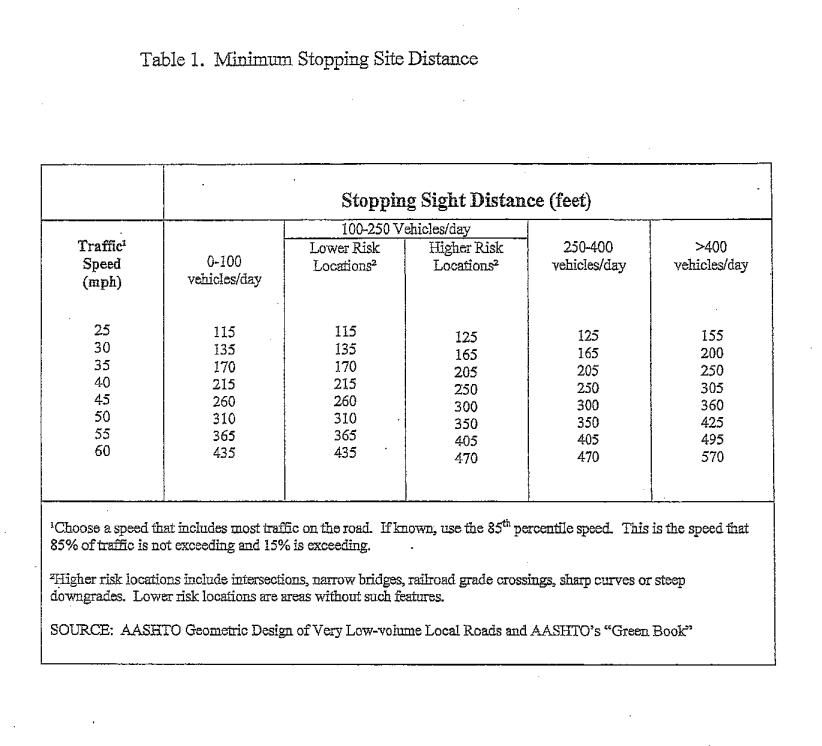 Table 1. Minimum Stopping Site Distance
Stopping Sight Distance (feet)
100-250 Vehicles/day
Traffic¹ Speed (mph) 0-100 vehicles/day Lower Risk Locations² Higher Risk Locations² 250-400 vehicles/day >400 vehicles/day
25 115 115 125 125 155
30 135 135 165 165 200
35 170 170 205 205 250
40 215 215 250 250 305
45 260 260 300 300 360
50 310 310 350 350 425
55 365 365 405 405 495
60 435 435 470 470 570
¹Choose a speed that includes most traffic on the road. If known, use the 85th percentile speed. This is the speed that
85% of traffic is not exceeding and 15% is exceeding.
²Higher risk locations include intersections, narrow bridges, railroad grade crossings, sharp curves or steep
downgrades. Lower risk locations are areas without such features.
SOURCE: AASHTO Geometric Design of Very Low-volume Local Roads and AASHTO's "Green Book"